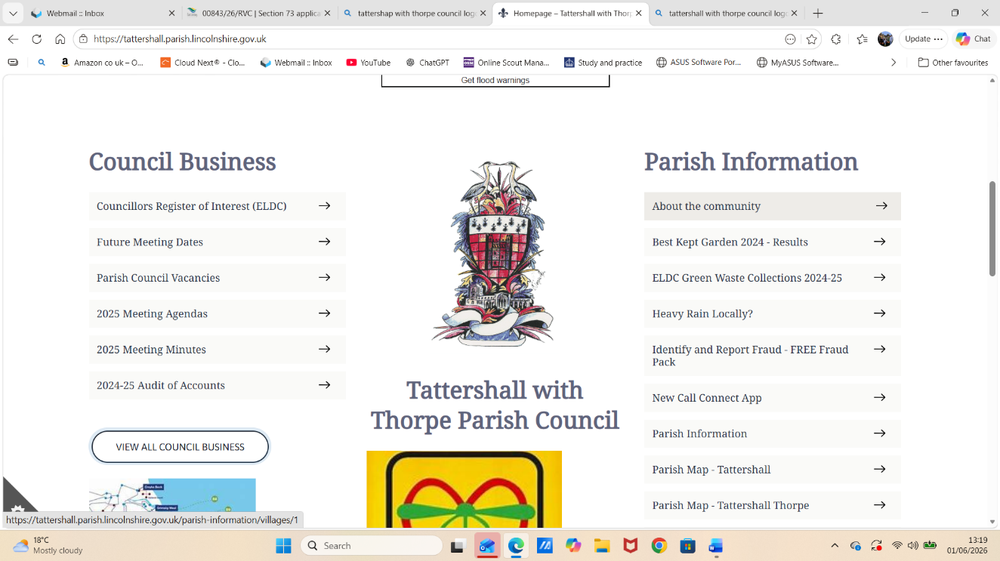 Webmail :: Inbox
00843/26/RVC | Section 73 applica
tattershap with thorpe council log
Homepage – Tattershall with Thorp
tattershall with thorpe council logo
https://tattershall.parish.lincolnshire.gov.uk
Update
Chat
Amazon co uk – O...
Cloud Next® - Clo...
Webmail :: Inbox
YouTube
ChatGPT
Online Scout Mana...
Study and practice
ASUS Software Por...
MyASUS Software...
Other favourites
Get flood warnings
Council Business
Councillors Register of Interest (ELDC)
Future Meeting Dates
Parish Council Vacancies
2025 Meeting Agendas
2025 Meeting Minutes
2024-25 Audit of Accounts
VIEW ALL COUNCIL BUSINESS
Tattershall with
Thorpe Parish Council
Parish Information
About the community
Best Kept Garden 2024 - Results
ELDC Green Waste Collections 2024-25
Heavy Rain Locally?
Identify and Report Fraud - FREE Fraud
Pack
New Call Connect App
Parish Information
Parish Map - Tattershall
Parish Map - Tattershall Thorpe
https://tattershall.parish.lincolnshire.gov.uk/parish-information/villages/1
18°C
Mostly cloudy
Search
13:19
01/06/2026